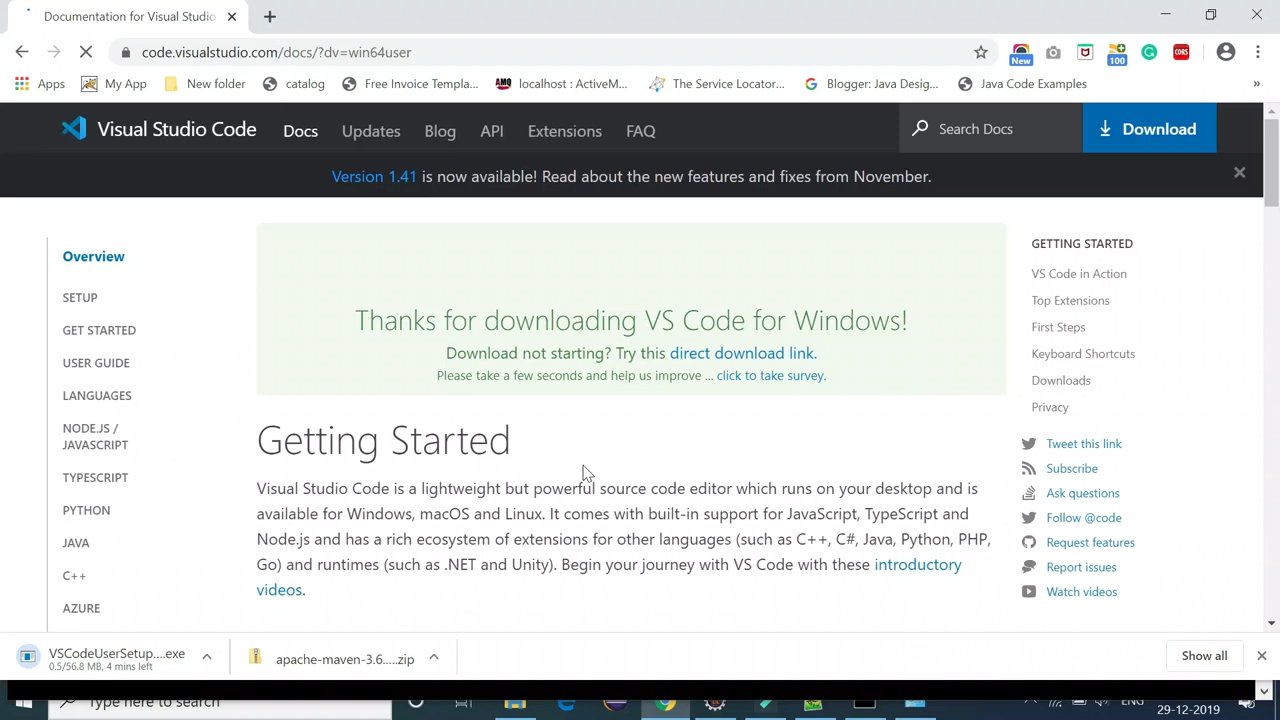 Documentation for Visual Studio
code.visualstudio.com/docs/?dv=win64user
New
100
CORS
Apps
My App
New folder
catalog
Free Invoice Templa...
AMQ
localhost : ActiveM...
The Service Locator...
Blogger: Java Desig...
Java Code Examples
»
Visual Studio Code
Docs
Updates
Blog
API
Extensions
FAQ
Search Docs
Download
Version 1.41 is now available! Read about the new features and fixes from November.
Overview
SETUP
GET STARTED
USER GUIDE
LANGUAGES
NODE.JS /
JAVASCRIPT
TYPESCRIPT
PYTHON
JAVA
C++
AZURE
Thanks for downloading VS Code for Windows!
Download not starting? Try this direct download link.
Please take a few seconds and help us improve ... click to take survey.
Getting Started
Visual Studio Code is a lightweight but powerful source code editor which runs on your desktop and is
available for Windows, macOS and Linux. It comes with built-in support for JavaScript, TypeScript and
Node.js and has a rich ecosystem of extensions for other languages (such as C++, C#, Java, Python, PHP,
Go) and runtimes (such as .NET and Unity). Begin your journey with VS Code with these introductory
videos.
GETTING STARTED
VS Code in Action
Top Extensions
First Steps
Keyboard Shortcuts
Downloads
Privacy
Tweet this link
Subscribe
Ask questions
Follow @code
Request features
Report issues
Watch videos
VSCodeUserSetup....exe
0.5/56.8 MB, 4 mins left
apache-maven-3.6.....zip
Show all
Type here to search
ENG
29-12-2019